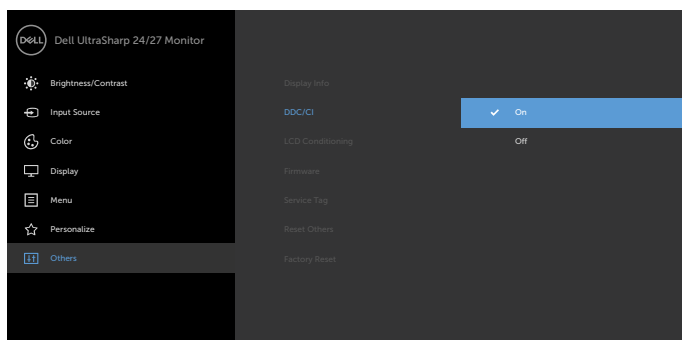 DELL
Dell UltraSharp 24/27 Monitor
Brightness/Contrast
Input Source
Color
Display
Menu
Personalize
Others
Display Info
DDC/CI
LCD Conditioning
Firmware
Service Tag
Reset Others
Factory Reset
On
Off